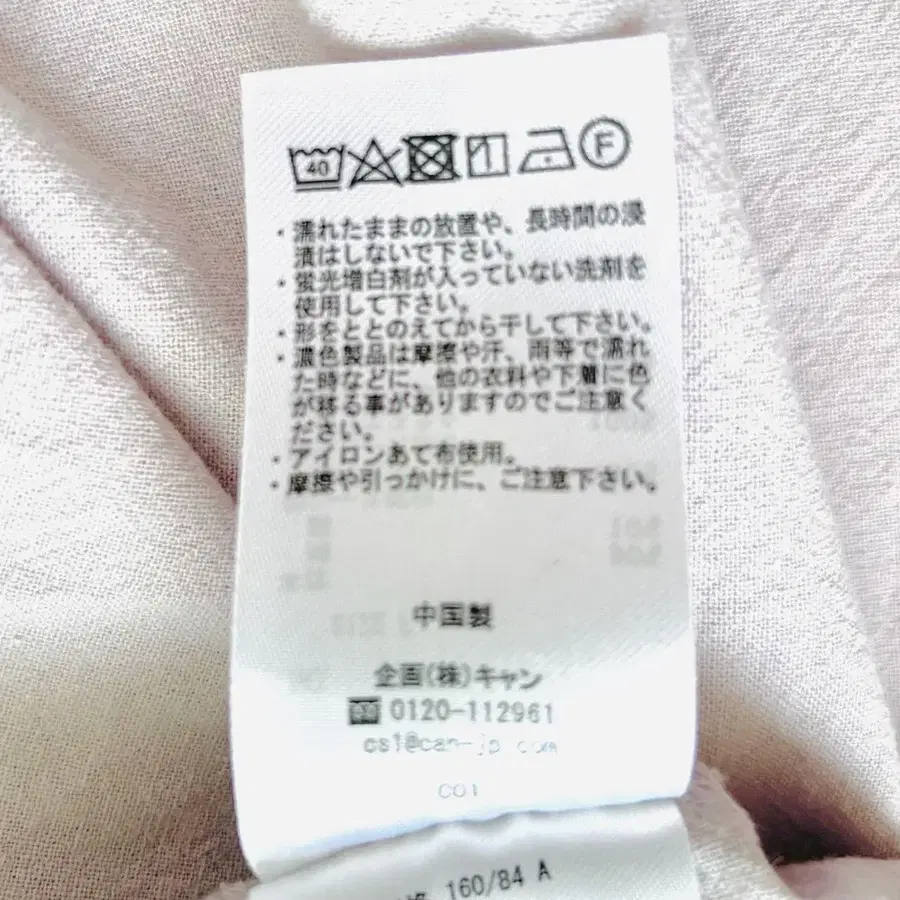 40
F
・濡れたままの放置や、長時間の浸
漬はしないで下さい。
・蛍光増白剤が入っていない洗剤を
使用して下さい。
・形をととのえてから干して下さい。
・濃色製品は摩擦や汗、雨等で濡れ
た時などに、他の衣料や下着に色
が移る事がありますのでご注意く
ださい。
・アイロンあて布使用。
・摩擦や引っかけに、ご注意下さい。
中国製
企画(株)キャン
0120-112961
cs1@can-jp.com
C01
160/84 A